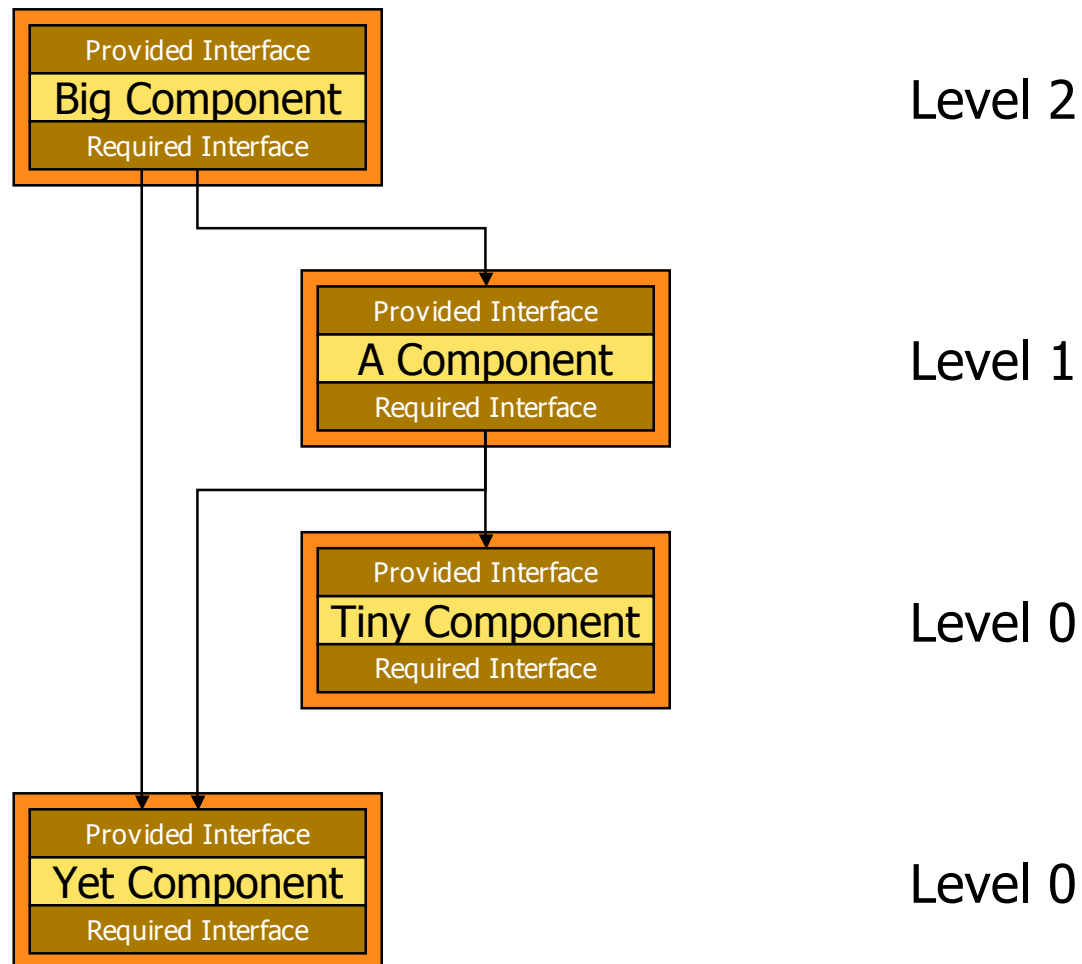 Provided Interface
Big Component
Required Interface
Level 2
Provided Interface
A Component
Required Interface
Level 1
Provided Interface
Tiny Component
Required Interface
Level 0
Provided Interface
Yet Component
Required Interface
Level 0